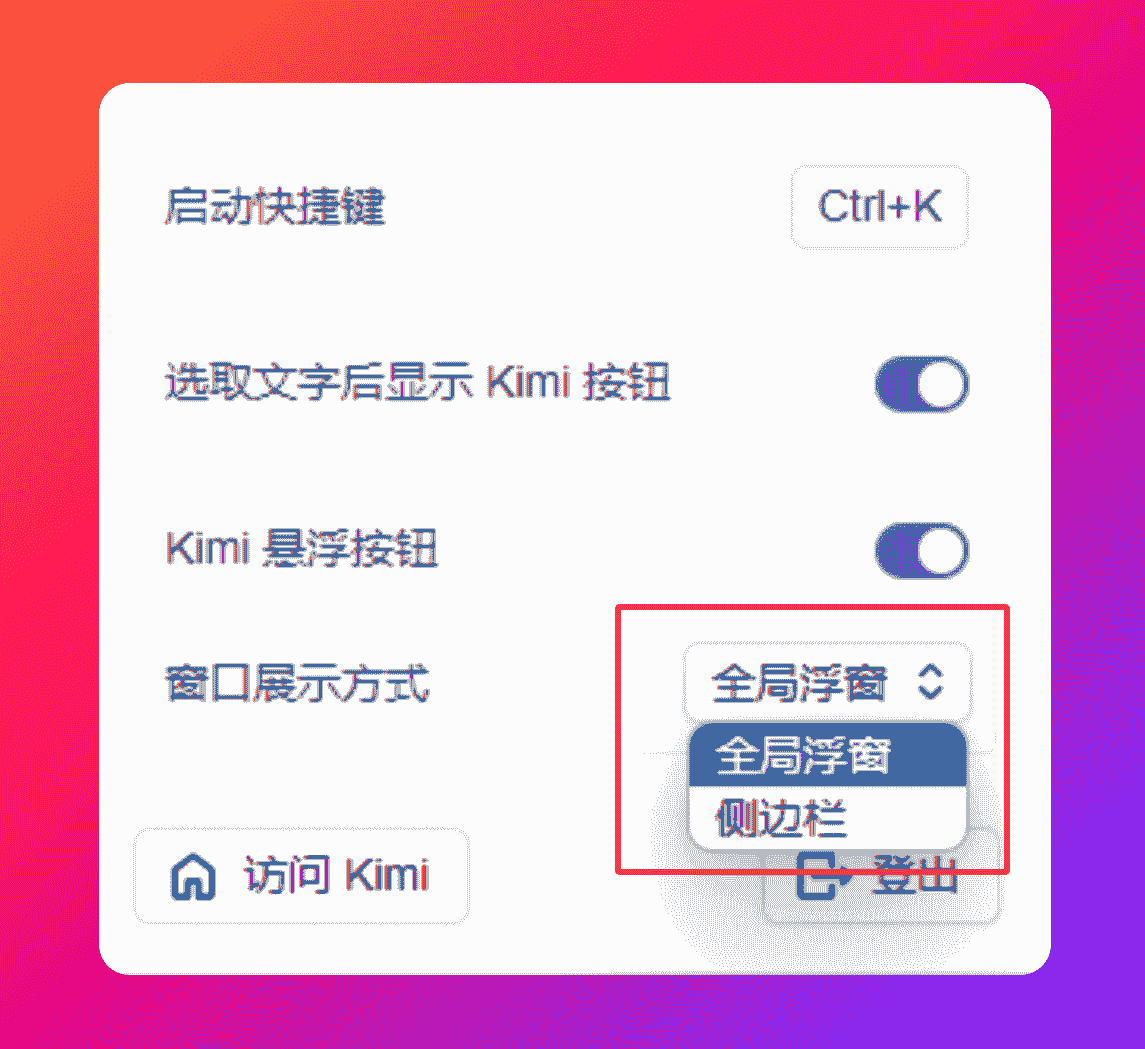 启动快捷键 Ctrl+K
选取文字后显示 Kimi 按钮
Kimi 悬浮按钮
窗口展示方式 全局浮窗
全局浮窗
侧边栏
访问 Kimi 登出